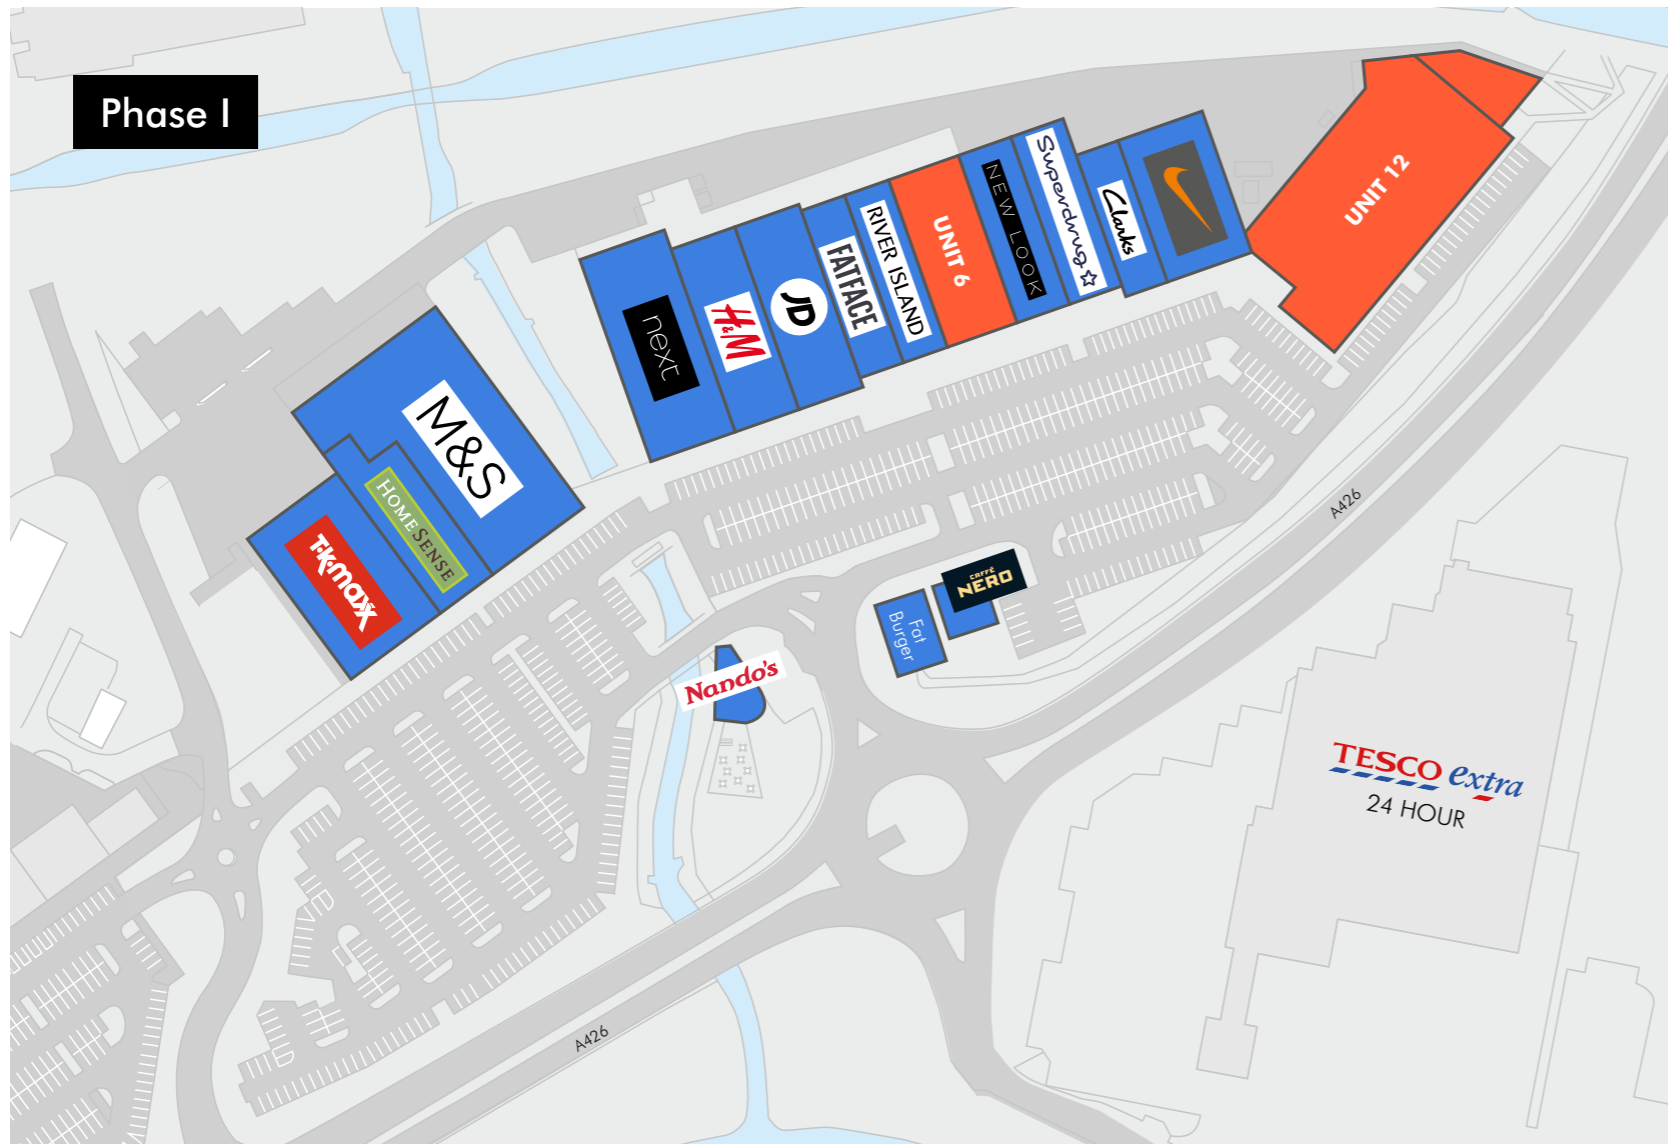 Phase I
UNIT 12
Superdrug
NEW LOOK
Clarks
UNIT 6
RIVER ISLAND
FATFACE
JD
H&M
next
M&S
HOMESENSE
T·K·maxx
A426
CAFFÈ
NERO
Fat
Burger
Nando's
TESCO extra
24 HOUR
A426